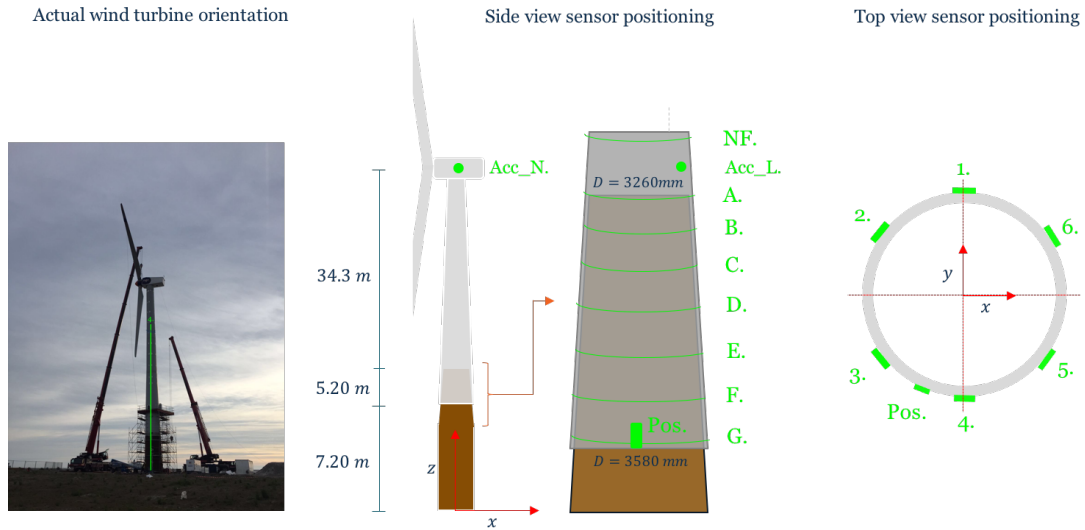 Actual wind turbine orientation
Side view sensor positioning
Top view sensor positioning
34.3 m
5.20 m
7.20 m
Acc_N.
z
x
NF.
Acc_L.
D = 3260mm
A.
B.
C.
D.
E.
F.
Pos.
G.
D = 3580 mm
1.
2.
6.
y
x
3.
5.
Pos.
4.